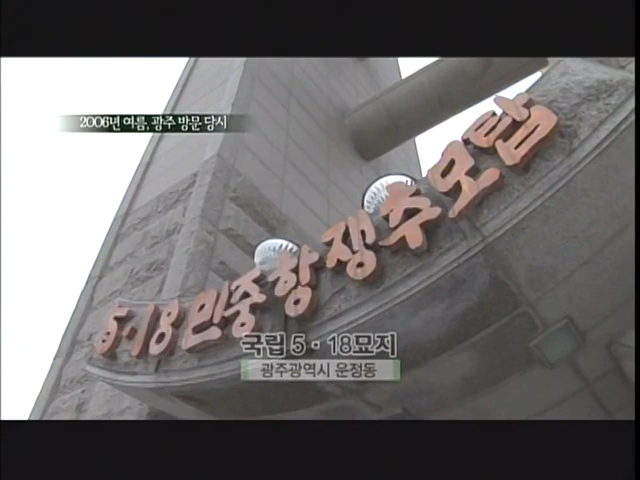 2006년 여름, 광주 방문 당시
5·18민중항쟁추모탑
국립 5·18묘지
광주광역시 운정동